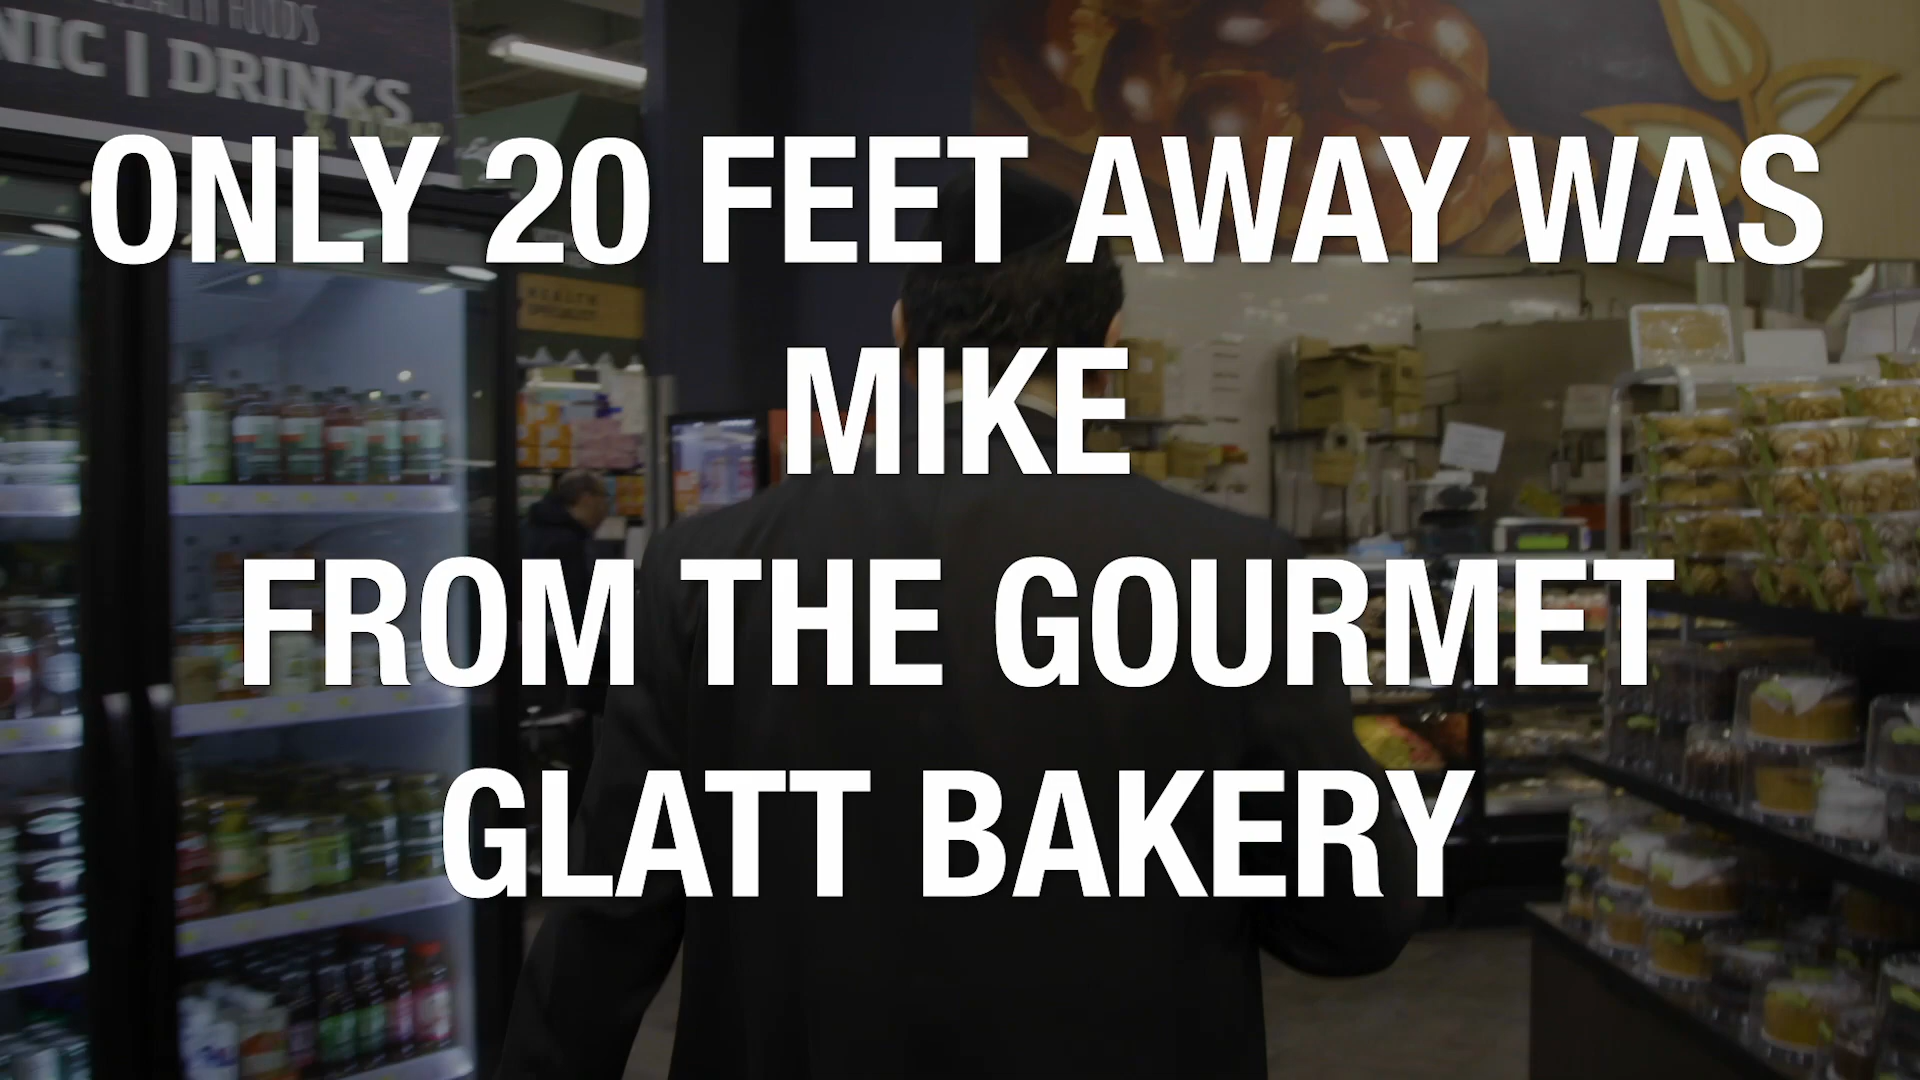 NIC | DRINKS
ONLY 20 FEET AWAY WAS
MIKE
FROM THE GOURMET
GLATT BAKERY